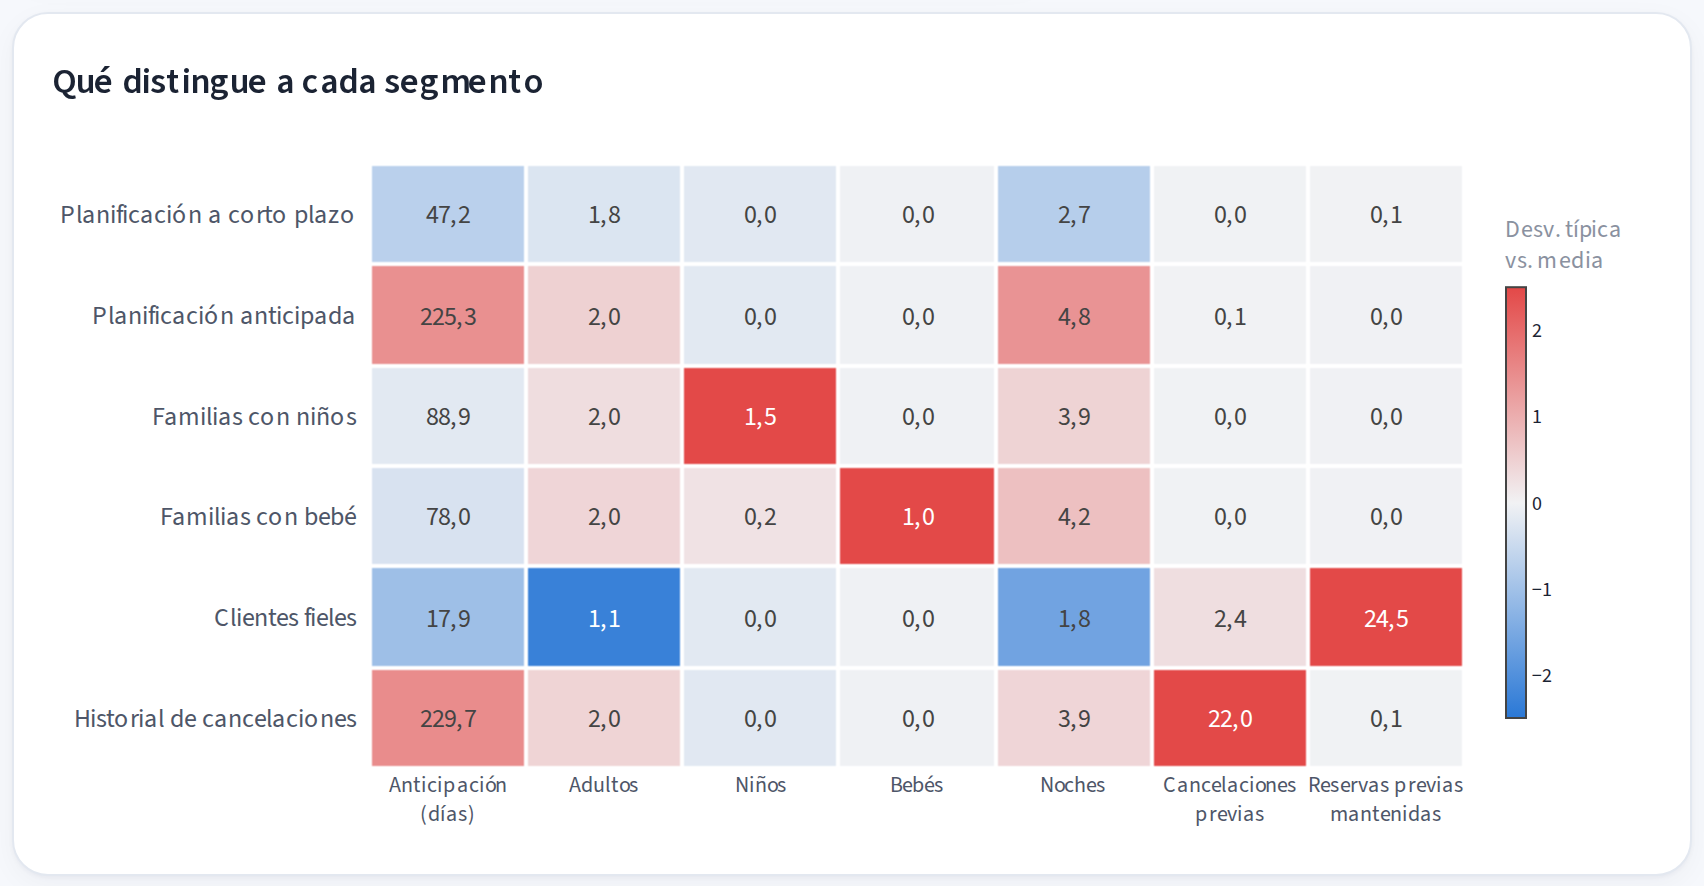 Qué distingue a cada segmento
Planificación a corto plazo 47,2 1,8 0,0 0,0 2,7 0,0 0,1
Planificación anticipada 225,3 2,0 0,0 0,0 4,8 0,1 0,0
Familias con niños 88,9 2,0 1,5 0,0 3,9 0,0 0,0
Familias con bebé 78,0 2,0 0,2 1,0 4,2 0,0 0,0
Clientes fieles 17,9 1,1 0,0 0,0 1,8 2,4 24,5
Historial de cancelaciones 229,7 2,0 0,0 0,0 3,9 22,0 0,1
Anticipación Adultos Niños Bebés Noches Cancelaciones Reservas previas
(días) previas mantenidas
Desv. típica
vs. media
2
1
0
−1
−2